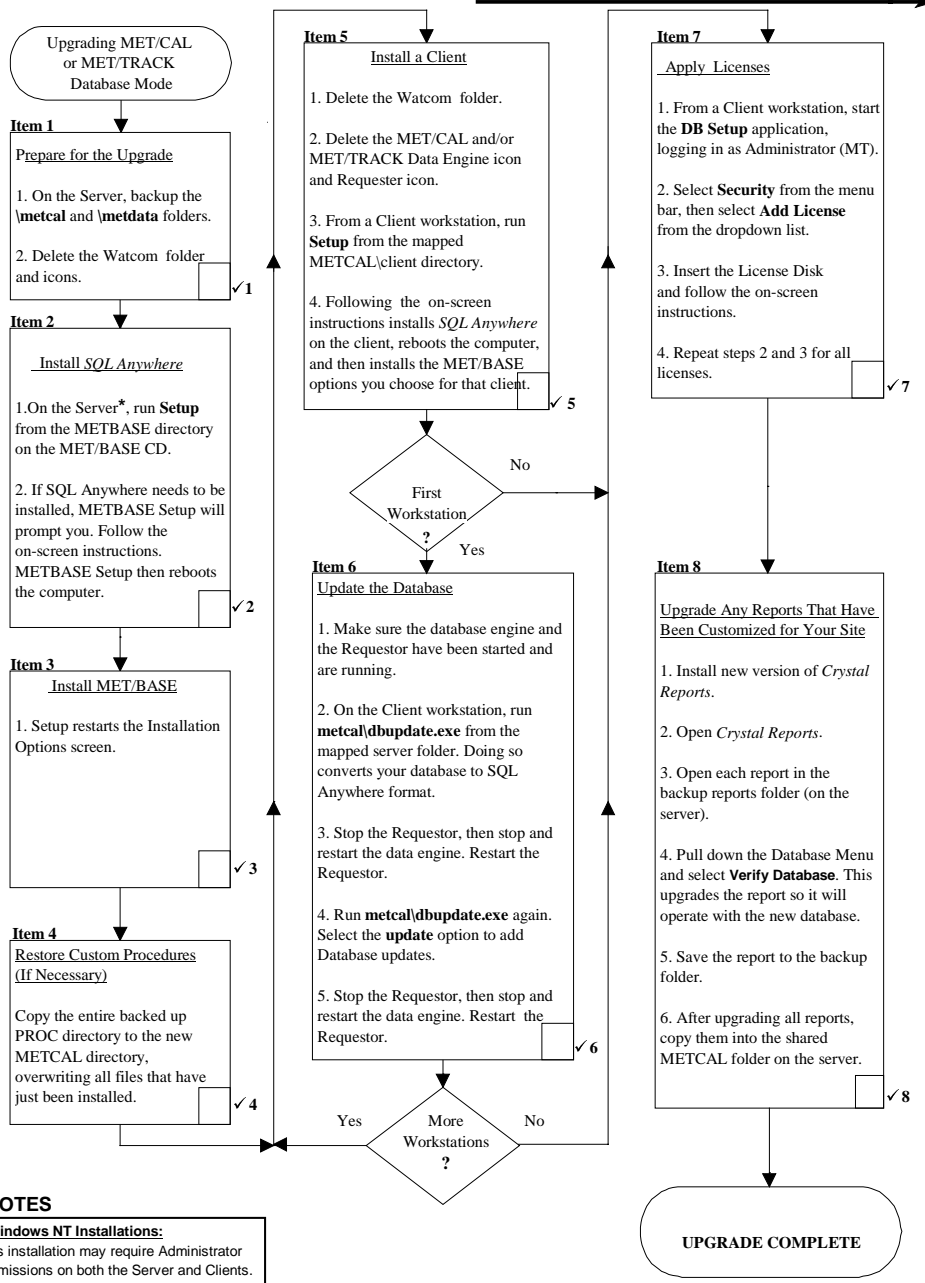 Upgrading MET/CAL
or MET/TRACK
Database Mode
Item 1
Prepare for the Upgrade
1. On the Server, backup the
\metcal and \metdata folders.
2. Delete the Watcom folder
and icons.
✓1
Item 2
Install SQL Anywhere
1.On the Server*, run Setup
from the METBASE directory
on the MET/BASE CD.
2. If SQL Anywhere needs to be
installed, METBASE Setup will
prompt you. Follow the
on-screen instructions.
METBASE Setup then reboots
the computer.
✓2
Item 3
Install MET/BASE
1. Setup restarts the Installation
Options screen.
✓3
Item 4
Restore Custom Procedures
(If Necessary)
Copy the entire backed up
PROC directory to the new
METCAL directory,
overwriting all files that have
just been installed.
✓4
Item 5
Install a Client
1. Delete the Watcom folder.
2. Delete the MET/CAL and/or
MET/TRACK Data Engine icon
and Requester icon.
3. From a Client workstation, run
Setup from the mapped
METCAL\client directory.
4. Following the on-screen
instructions installs SQL Anywhere
on the client, reboots the computer,
and then installs the MET/BASE
options you choose for that client.
✓5
First
Workstation
?
No
Yes
Item 6
Update the Database
1. Make sure the database engine and
the Requestor have been started and
are running.
2. On the Client workstation, run
metcal\dbupdate.exe from the
mapped server folder. Doing so
converts your database to SQL
Anywhere format.
3. Stop the Requestor, then stop and
restart the data engine. Restart the
Requestor.
4. Run metcal\dbupdate.exe again.
Select the update option to add
Database updates.
5. Stop the Requestor, then stop and
restart the data engine. Restart the
Requestor.
✓6
Yes
More
Workstations
?
No
Item 7
Apply Licenses
1. From a Client workstation, start
the DB Setup application,
logging in as Administrator (MT).
2. Select Security from the menu
bar, then select Add License
from the dropdown list.
3. Insert the License Disk
and follow the on-screen
instructions.
4. Repeat steps 2 and 3 for all
licenses.
✓7
Item 8
Upgrade Any Reports That Have
Been Customized for Your Site
1. Install new version of Crystal
Reports.
2. Open Crystal Reports.
3. Open each report in the
backup reports folder (on the
server).
4. Pull down the Database Menu
and select Verify Database. This
upgrades the report so it will
operate with the new database.
5. Save the report to the backup
folder.
6. After upgrading all reports,
copy them into the shared
METCAL folder on the server.
✓8
UPGRADE COMPLETE
OTES
indows NT Installations:
s installation may require Administrator
missions on both the Server and Clients.